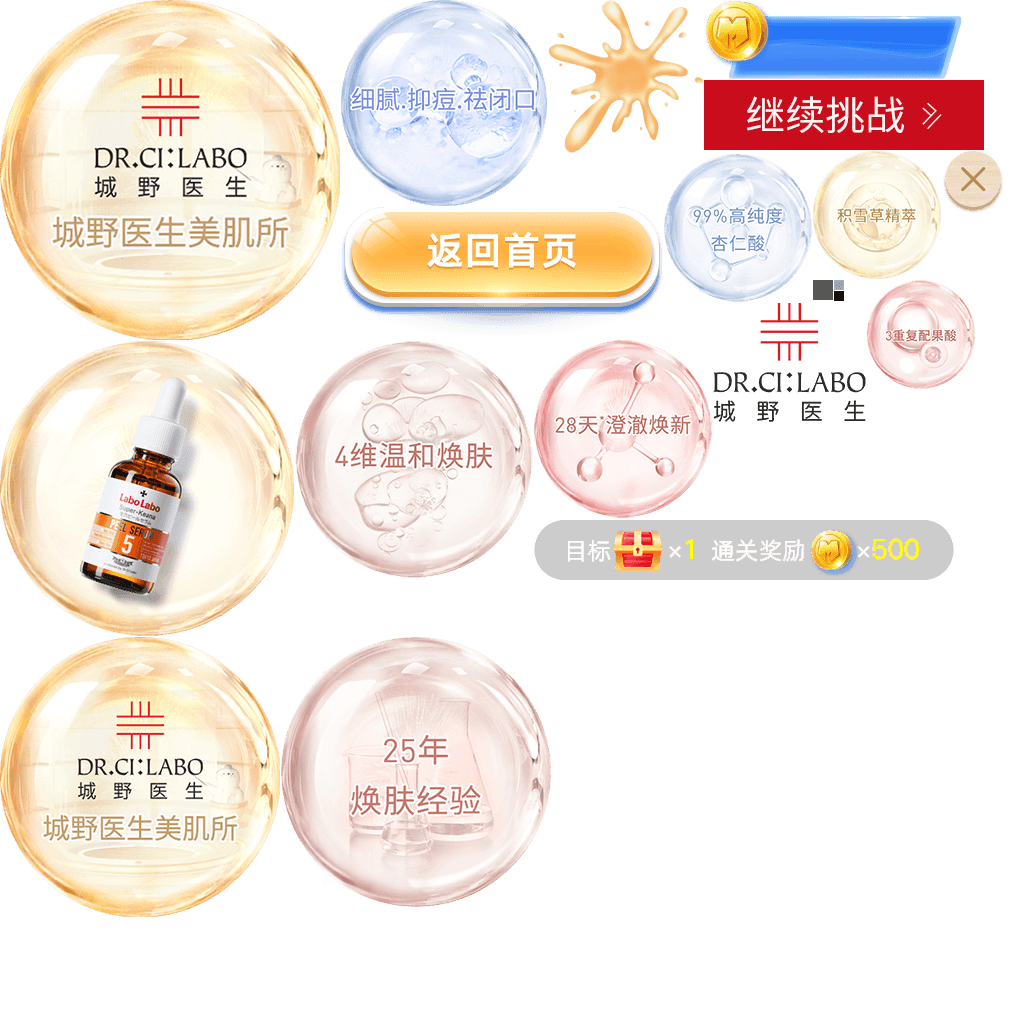 DR.CI:LABO
城野医生
城野医生美肌所
细腻.抑痘.祛闭口
继续挑战
返回首页
99%高纯度
杏仁酸
积雪草精萃
3重复配果酸
DR.CI:LABO
城野医生
LaboLabo
Super-Keana
PEEL SERUM
5
4维温和焕肤
28天 澄澈焕新
目标 ×1 通关奖励 ×500
DR.CI:LABO
城野医生
城野医生美肌所
25年
焕肤经验